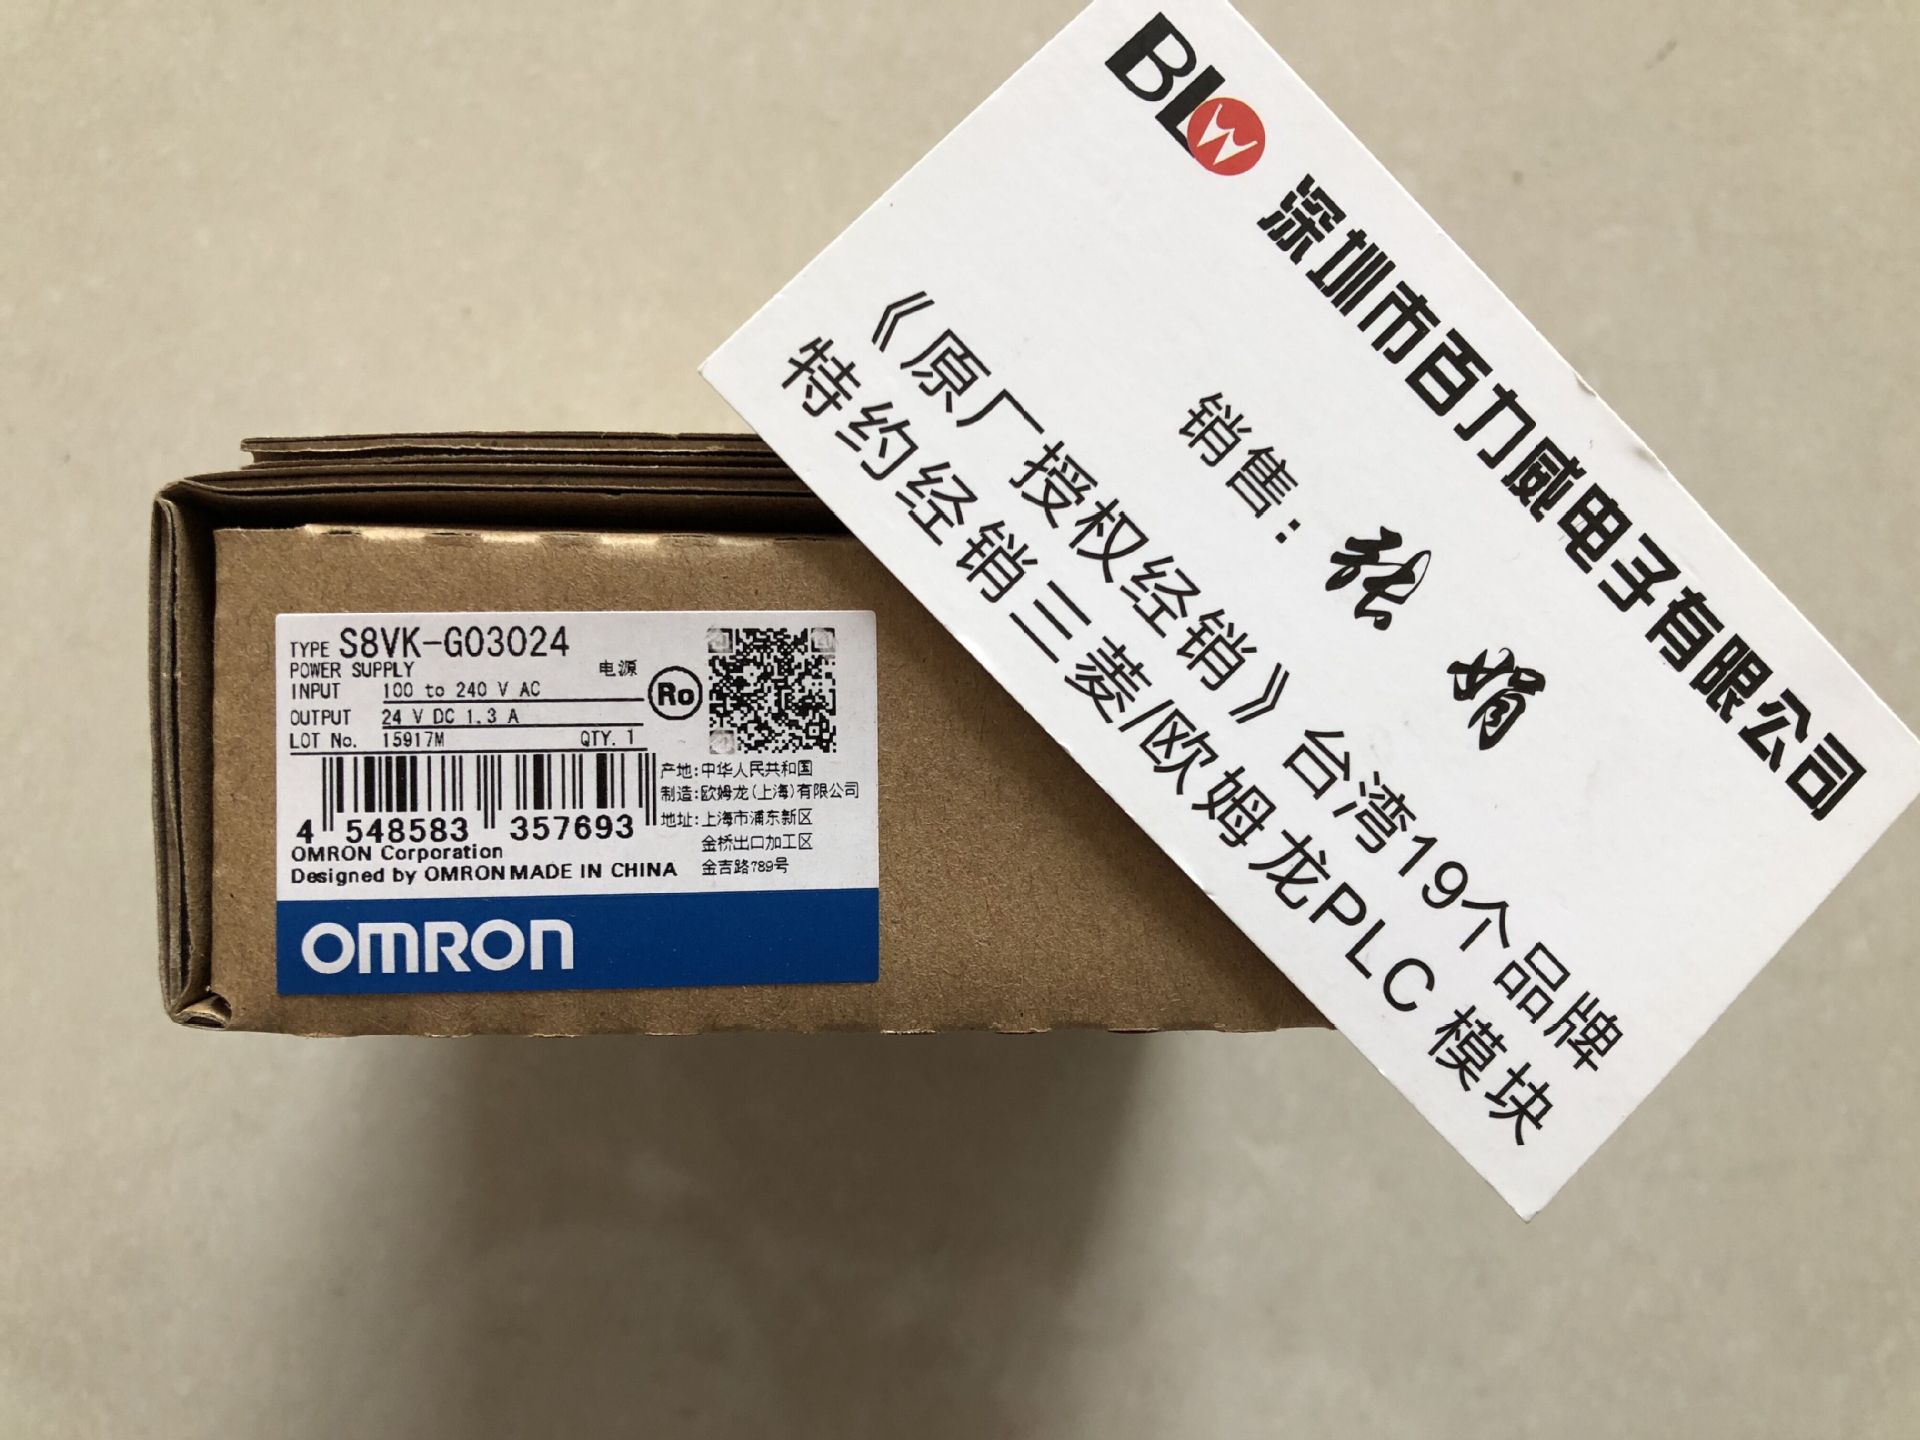 BLW
深圳市百力威电子有限公司
销售：张娟
《原厂授权经销》台湾19个品牌
特约经销三菱/欧姆龙PLC模块
TYPE S8VK-G03024
POWER SUPPLY 电源
INPUT 100 to 240 V AC
OUTPUT 24 V DC 1.3 A
LOT No. 15917M QTY. 1
Ro
4 548583 357693
OMRON Corporation
Designed by OMRON MADE IN CHINA
产地:中华人民共和国
制造:欧姆龙(上海)有限公司
地址:上海市浦东新区
金桥出口加工区
金吉路789号
OMRON